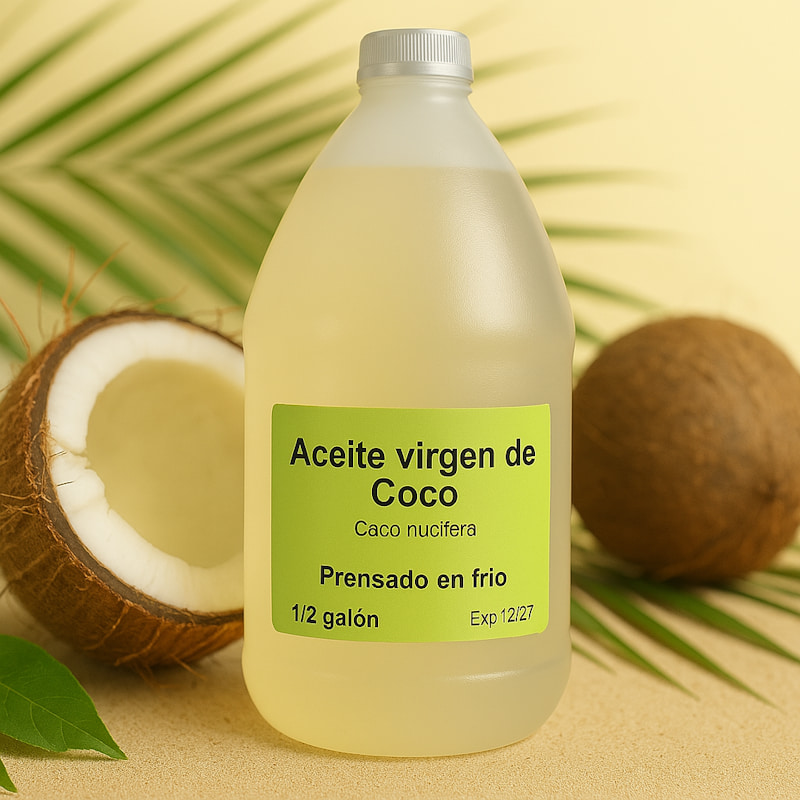 Aceite virgen de
Coco
Caco nucifera
Prensado en frio
1/2 galón
Exp 12/27